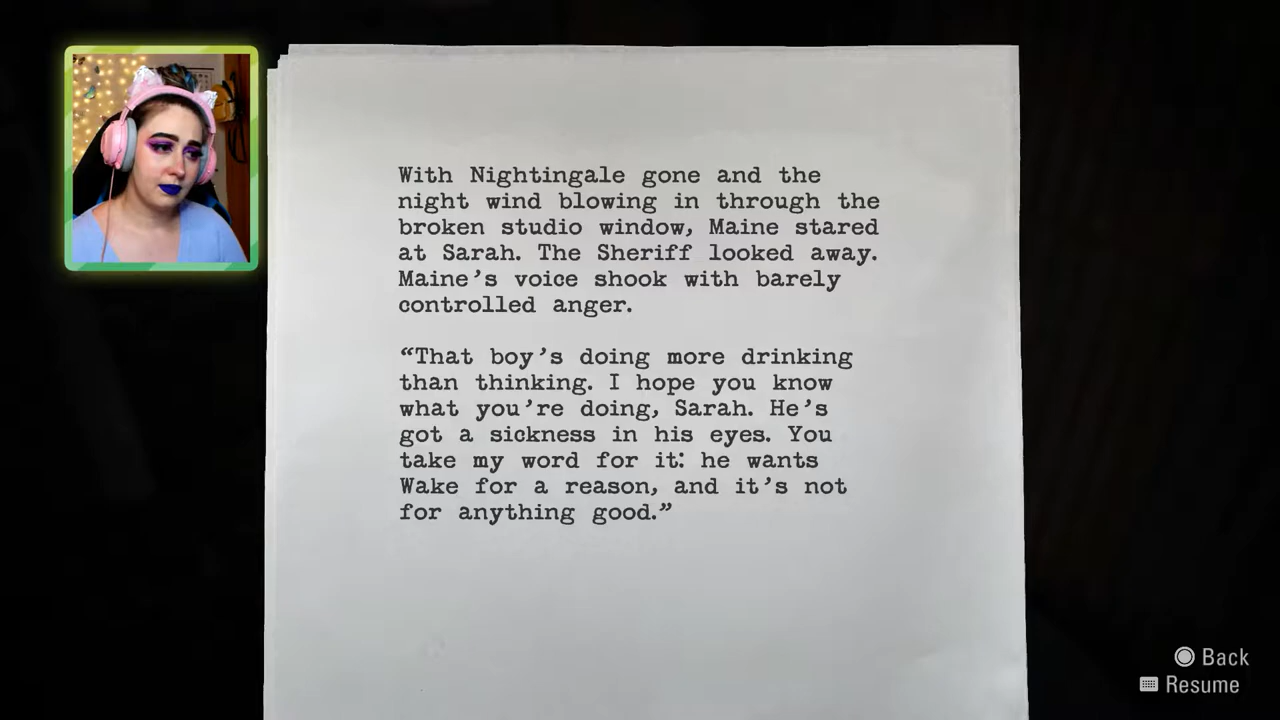 With Nightingale gone and the
night wind blowing in through the
broken studio window, Maine stared
at Sarah. The Sheriff looked away.
Maine’s voice shook with barely
controlled anger.
“That boy’s doing more drinking
than thinking. I hope you know
what you’re doing, Sarah. He’s
got a sickness in his eyes. You
take my word for it: he wants
Wake for a reason, and it’s not
for anything good.”
Back
Resume